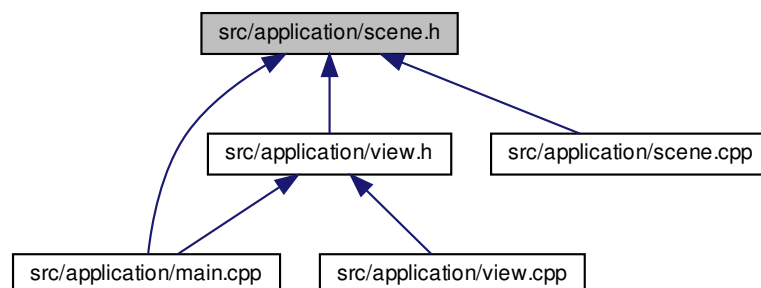 src/application/scene.h
src/application/view.h
src/application/scene.cpp
src/application/main.cpp
src/application/view.cpp